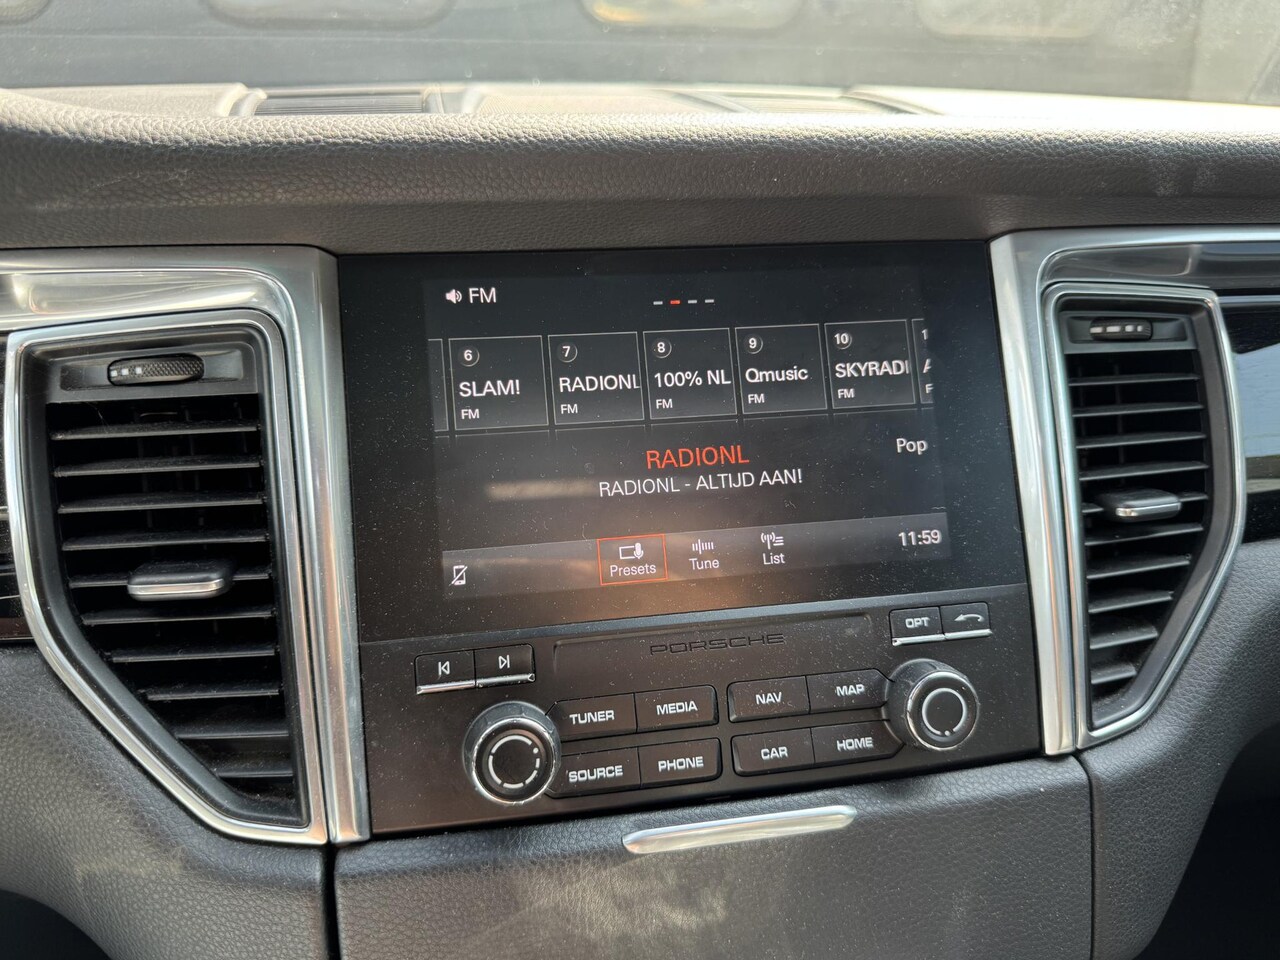 FM
6
SLAM!
FM
7
RADIONL
FM
8
100% NL
FM
9
Qmusic
FM
10
SKYRADI
FM
RADIONL
Pop
RADIONL - ALTIJD AAN!
Presets
Tune
List
11:59
PORSCHE
OPT
TUNER
MEDIA
NAV
MAP
SOURCE
PHONE
CAR
HOME